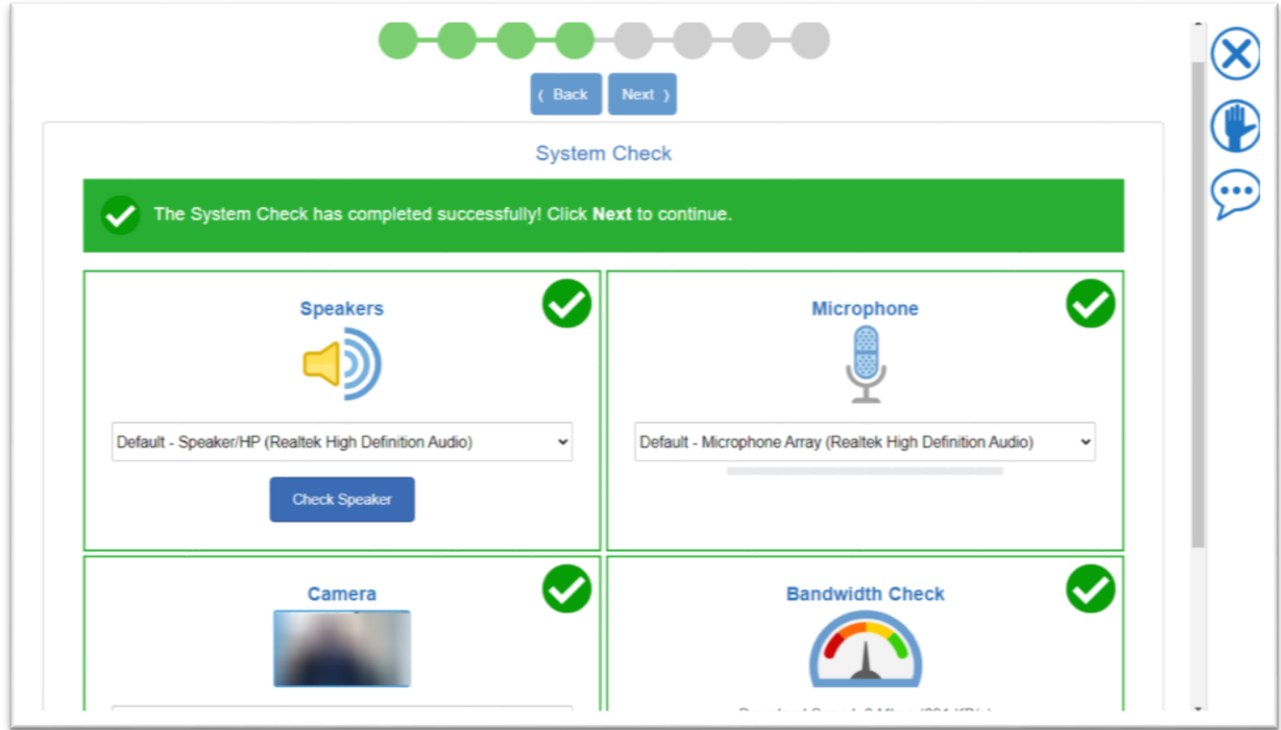 Back
Next
System Check
The System Check has completed successfully! Click Next to continue.
Speakers
Microphone
Default - Speaker/HP (Realtek High Definition Audio)
Default - Microphone Array (Realtek High Definition Audio)
Check Speaker
Camera
Bandwidth Check